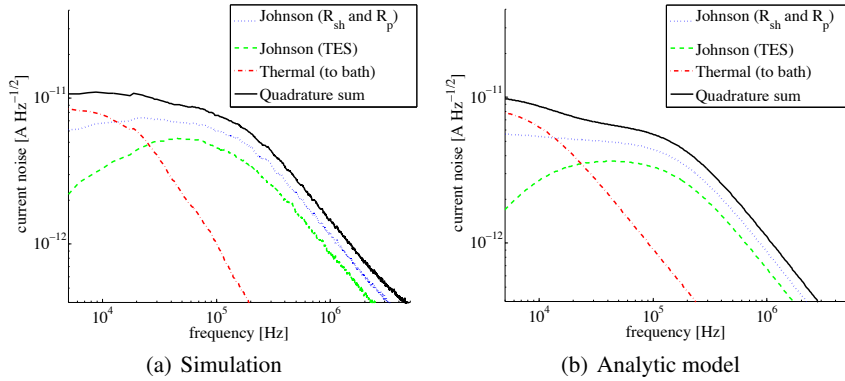 Johnson (R_sh and R_p)
Johnson (TES)
Thermal (to bath)
Quadrature sum
10^-11
10^-12
current noise [A Hz^-1/2]
10^4
10^5
10^6
frequency [Hz]
(a) Simulation
Johnson (R_sh and R_p)
Johnson (TES)
Thermal (to bath)
Quadrature sum
10^-11
10^-12
current noise [A Hz^-1/2]
10^4
10^5
10^6
frequency [Hz]
(b) Analytic model